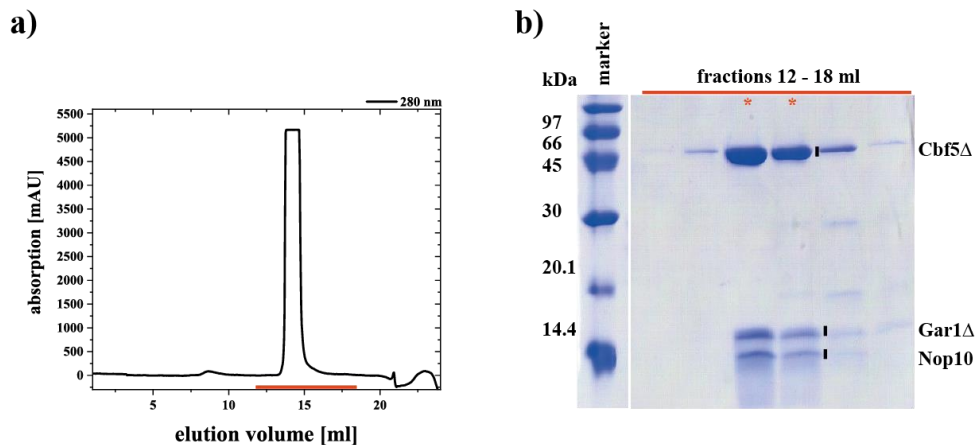 a)
280 nm
5500
5000
4500
4000
3500
3000
2500
2000
1500
1000
500
0
absorption [mAU]
5
10
15
20
elution volume [ml]
b)
kDa
marker
fractions 12 - 18 ml
* *
97
66
45
30
20.1
14.4
Cbf5Δ
Gar1Δ
Nop10